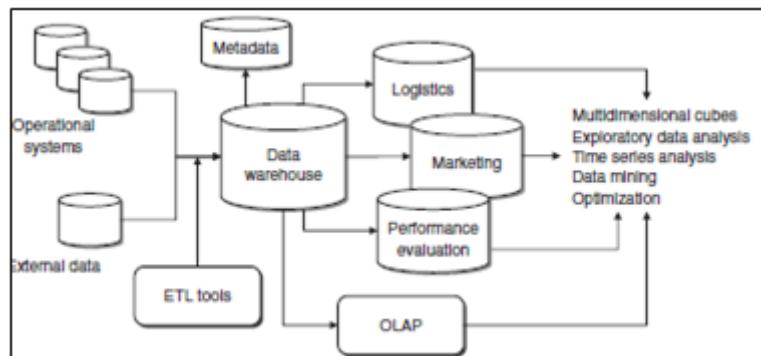 Metadata
Operational
systems
Logistics
Data
warehouse
Marketing
Multidimensional cubes
Exploratory data analysis
Time series analysis
Data mining
Optimization
Performance
evaluation
External data
ETL tools
OLAP